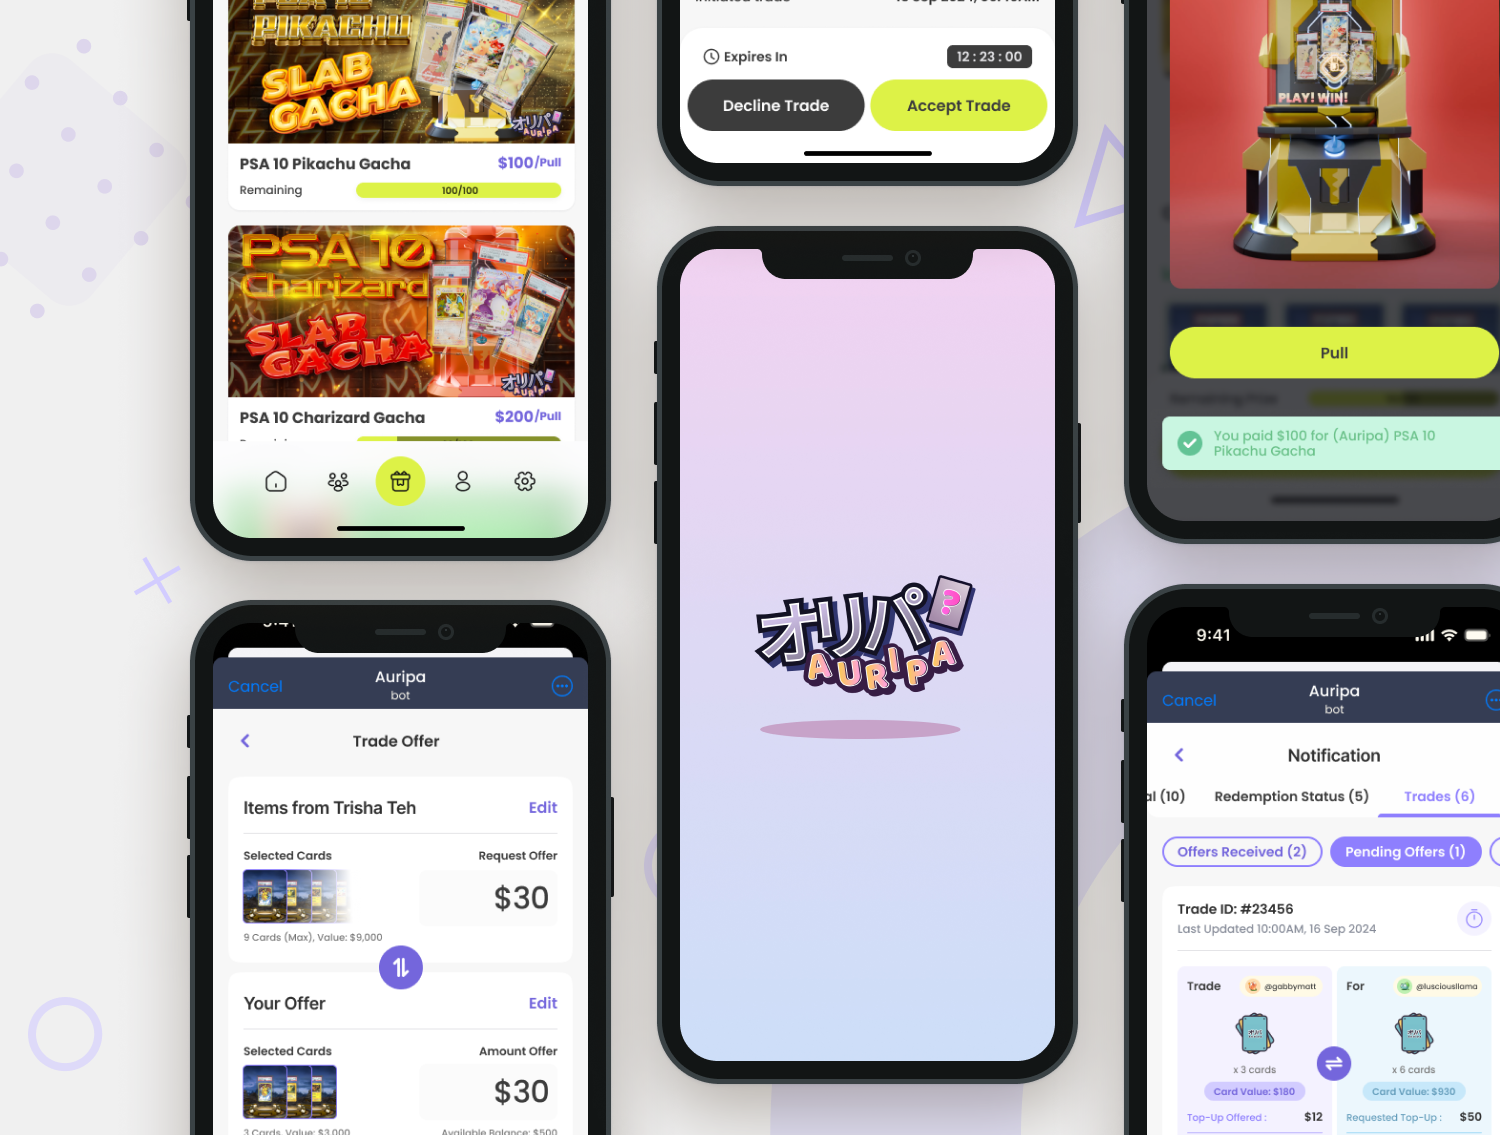 PIKACHU
SLAB
GACHA
オリパ
AURIPA
PSA 10 Pikachu Gacha
$100/Pull
Remaining
100/100
PSA 10
Charizard
SLAB
GACHA
オリパ
AURIPA
PSA 10 Charizard Gacha
$200/Pull
Cancel
Auripa
bot
Trade Offer
Items from Trisha Teh
Edit
Selected Cards
Request Offer
$30
9 Cards (Max), Value: $9,000
Your Offer
Edit
Selected Cards
Amount Offer
$30
3 Cards, Value: $3,000
Available Balance: $500
Expires In
12 : 23 : 00
Decline Trade
Accept Trade
オリパ?
AURIPA
PLAY! WIN!
Pull
You paid $100 for (Auripa) PSA 10
Pikachu Gacha
9:41
Cancel
Auripa
bot
Notification
(10)
Redemption Status (5)
Trades (6)
Offers Received (2)
Pending Offers (1)
Trade ID: #23456
Last Updated 10:00AM, 16 Sep 2024
Trade
@gabbymatt
For
@lusciousllama
x 3 cards
x 6 cards
Card Value: $180
Card Value: $930
Top-Up Offered :
$12
Requested Top-Up :
$50